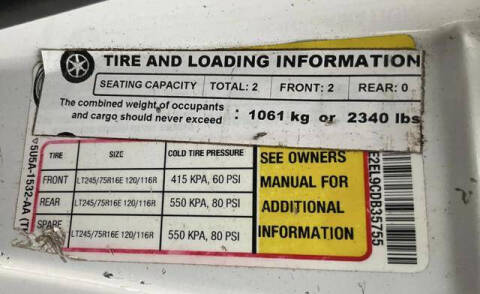 TIRE AND LOADING INFORMATION
SEATING CAPACITY TOTAL: 2 FRONT: 2 REAR: 0
The combined weight of occupants
and cargo should never exceed : 1061 kg or 2340 lbs
TIRE SIZE COLD TIRE PRESSURE
FRONT LT245/75R16E 120/116R 415 KPA, 60 PSI
REAR LT245/75R16E 120/116R 550 KPA, 80 PSI
SPARE LT245/75R16E 120/116R 550 KPA, 80 PSI
SEE OWNERS
MANUAL FOR
ADDITIONAL
INFORMATION
5U5A-1532-AA